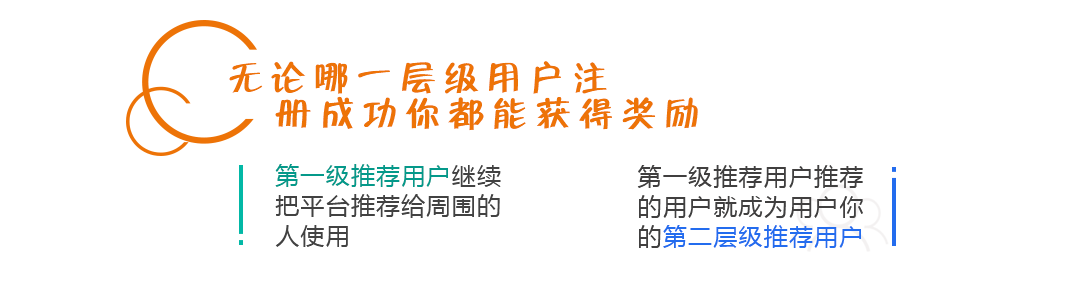 无论哪一层级用户注
册成功你都能获得奖励
第一级推荐用户继续
把平台推荐给周围的
人使用
第一级推荐用户推荐
的用户就成为用户你
的第二层级推荐用户